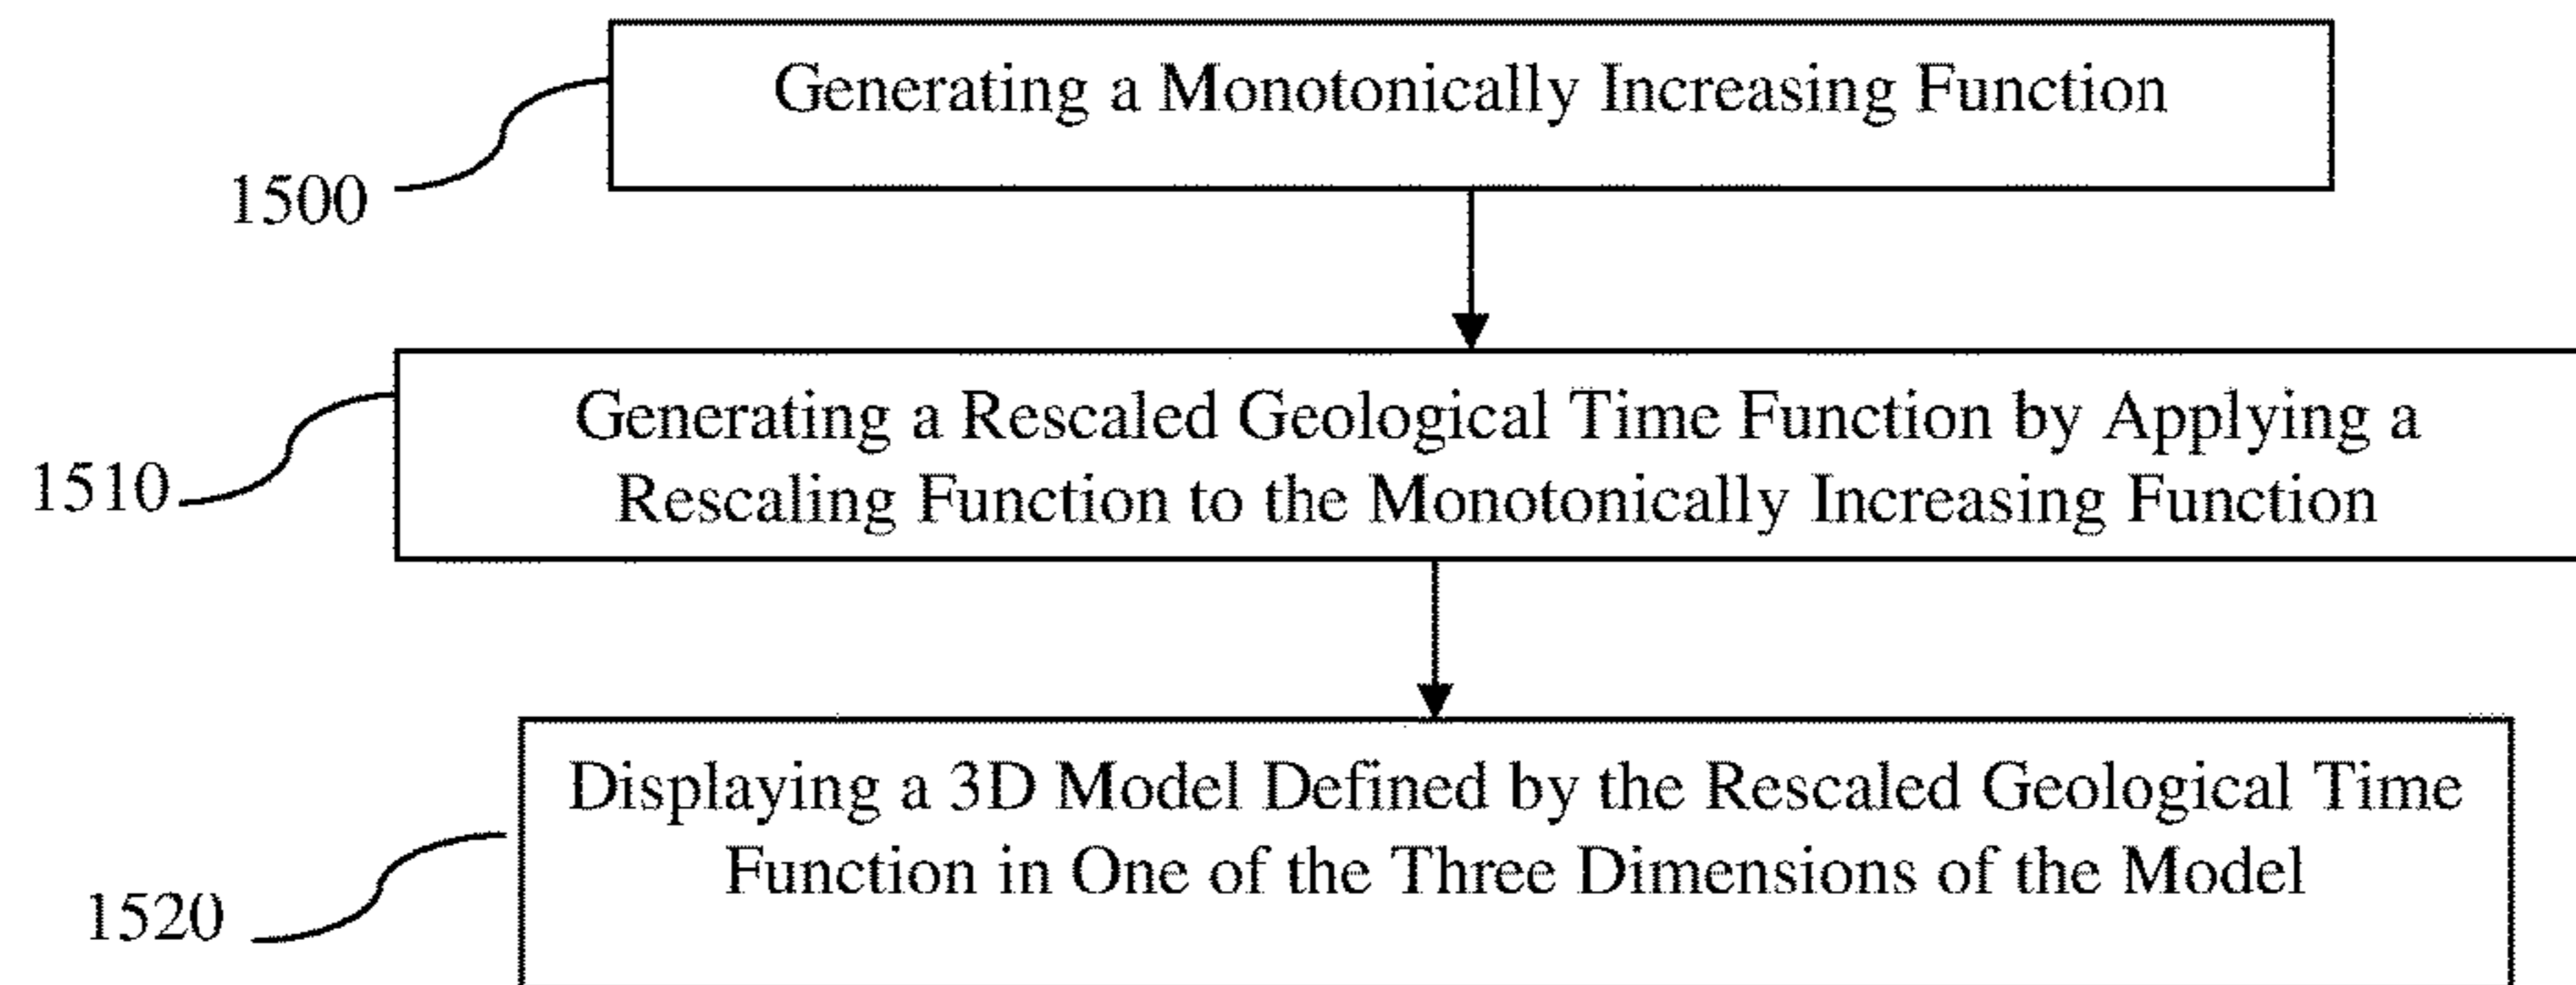 Generating a Monotonically Increasing Function
1500
Generating a Rescaled Geological Time Function by Applying a
Rescaling Function to the Monotonically Increasing Function
1510
Displaying a 3D Model Defined by the Rescaled Geological Time
Function in One of the Three Dimensions of the Model
1520